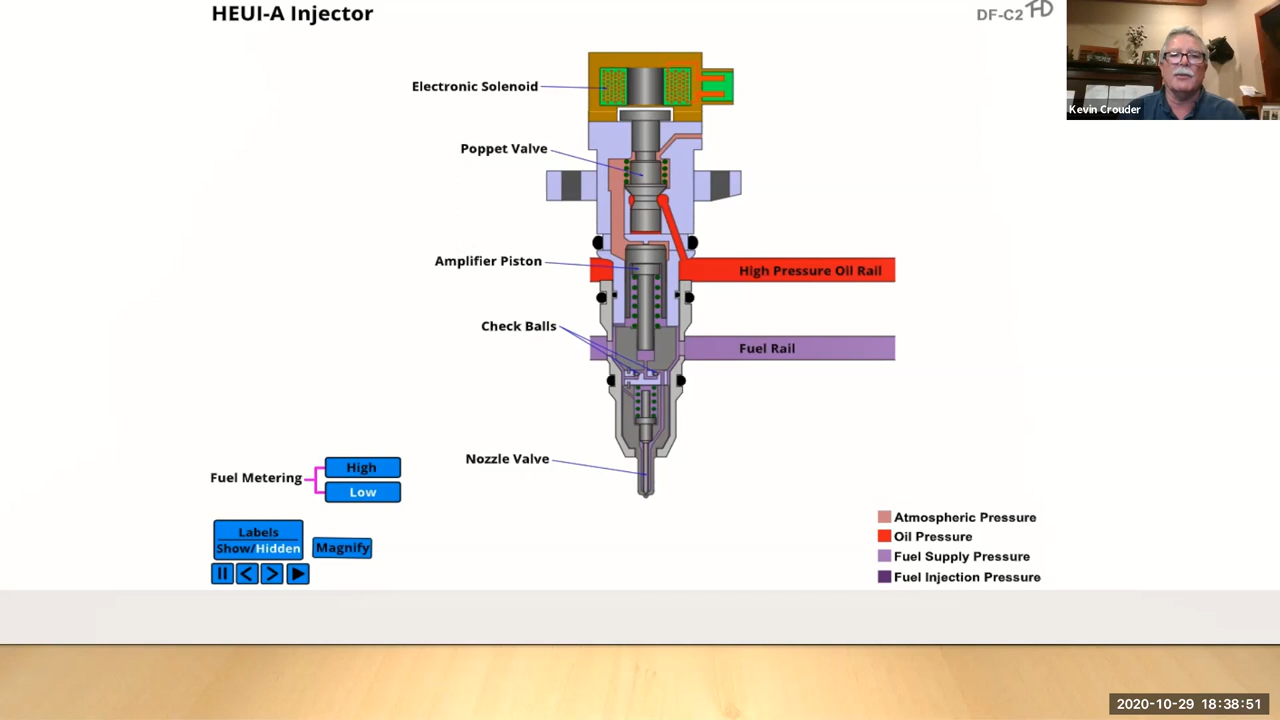 HEUI-A Injector
DF-C2
FD
Kevin Crouder
Electronic Solenoid
Poppet Valve
Amplifier Piston
High Pressure Oil Rail
Check Balls
Fuel Rail
Nozzle Valve
Fuel Metering
High
Low
Labels
Show/Hidden
Magnify
Atmospheric Pressure
Oil Pressure
Fuel Supply Pressure
Fuel Injection Pressure
2020-10-29 18:38:51